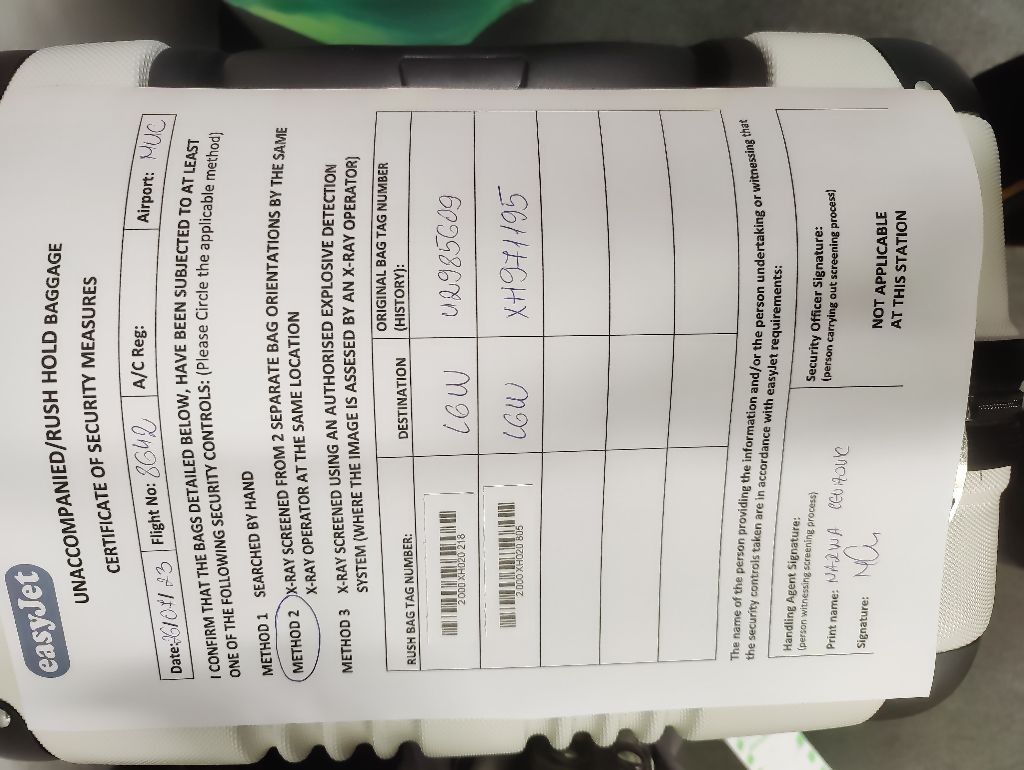 easyJet
UNACCOMPANIED/RUSH HOLD BAGGAGE
CERTIFICATE OF SECURITY MEASURES
Date: 26/07/23 Flight No: 8642 A/C Reg: Airport: MUC
I CONFIRM THAT THE BAGS DETAILED BELOW, HAVE BEEN SUBJECTED TO AT LEAST
ONE OF THE FOLLOWING SECURITY CONTROLS: (Please Circle the applicable method)
METHOD 1 SEARCHED BY HAND
METHOD 2 X-RAY SCREENED FROM 2 SEPARATE BAG ORIENTATIONS BY THE SAME
X-RAY OPERATOR AT THE SAME LOCATION
METHOD 3 X-RAY SCREENED USING AN AUTHORISED EXPLOSIVE DETECTION
SYSTEM (WHERE THE IMAGE IS ASSESED BY AN X-RAY OPERATOR)
RUSH BAG TAG NUMBER: DESTINATION ORIGINAL BAG TAG NUMBER
(HISTORY):
2000 XH020 218 LGW U2985609
2000 XH020 805 LGW XH971195
The name of the person providing the information and/or the person undertaking or witnessing that
the security controls taken are in accordance with easyJet requirements:
Handling Agent Signature:
(person witnessing screening process)
Print name: MARWA
Signature:
Security Officer Signature:
(person carrying out screening process)
NOT APPLICABLE
AT THIS STATION